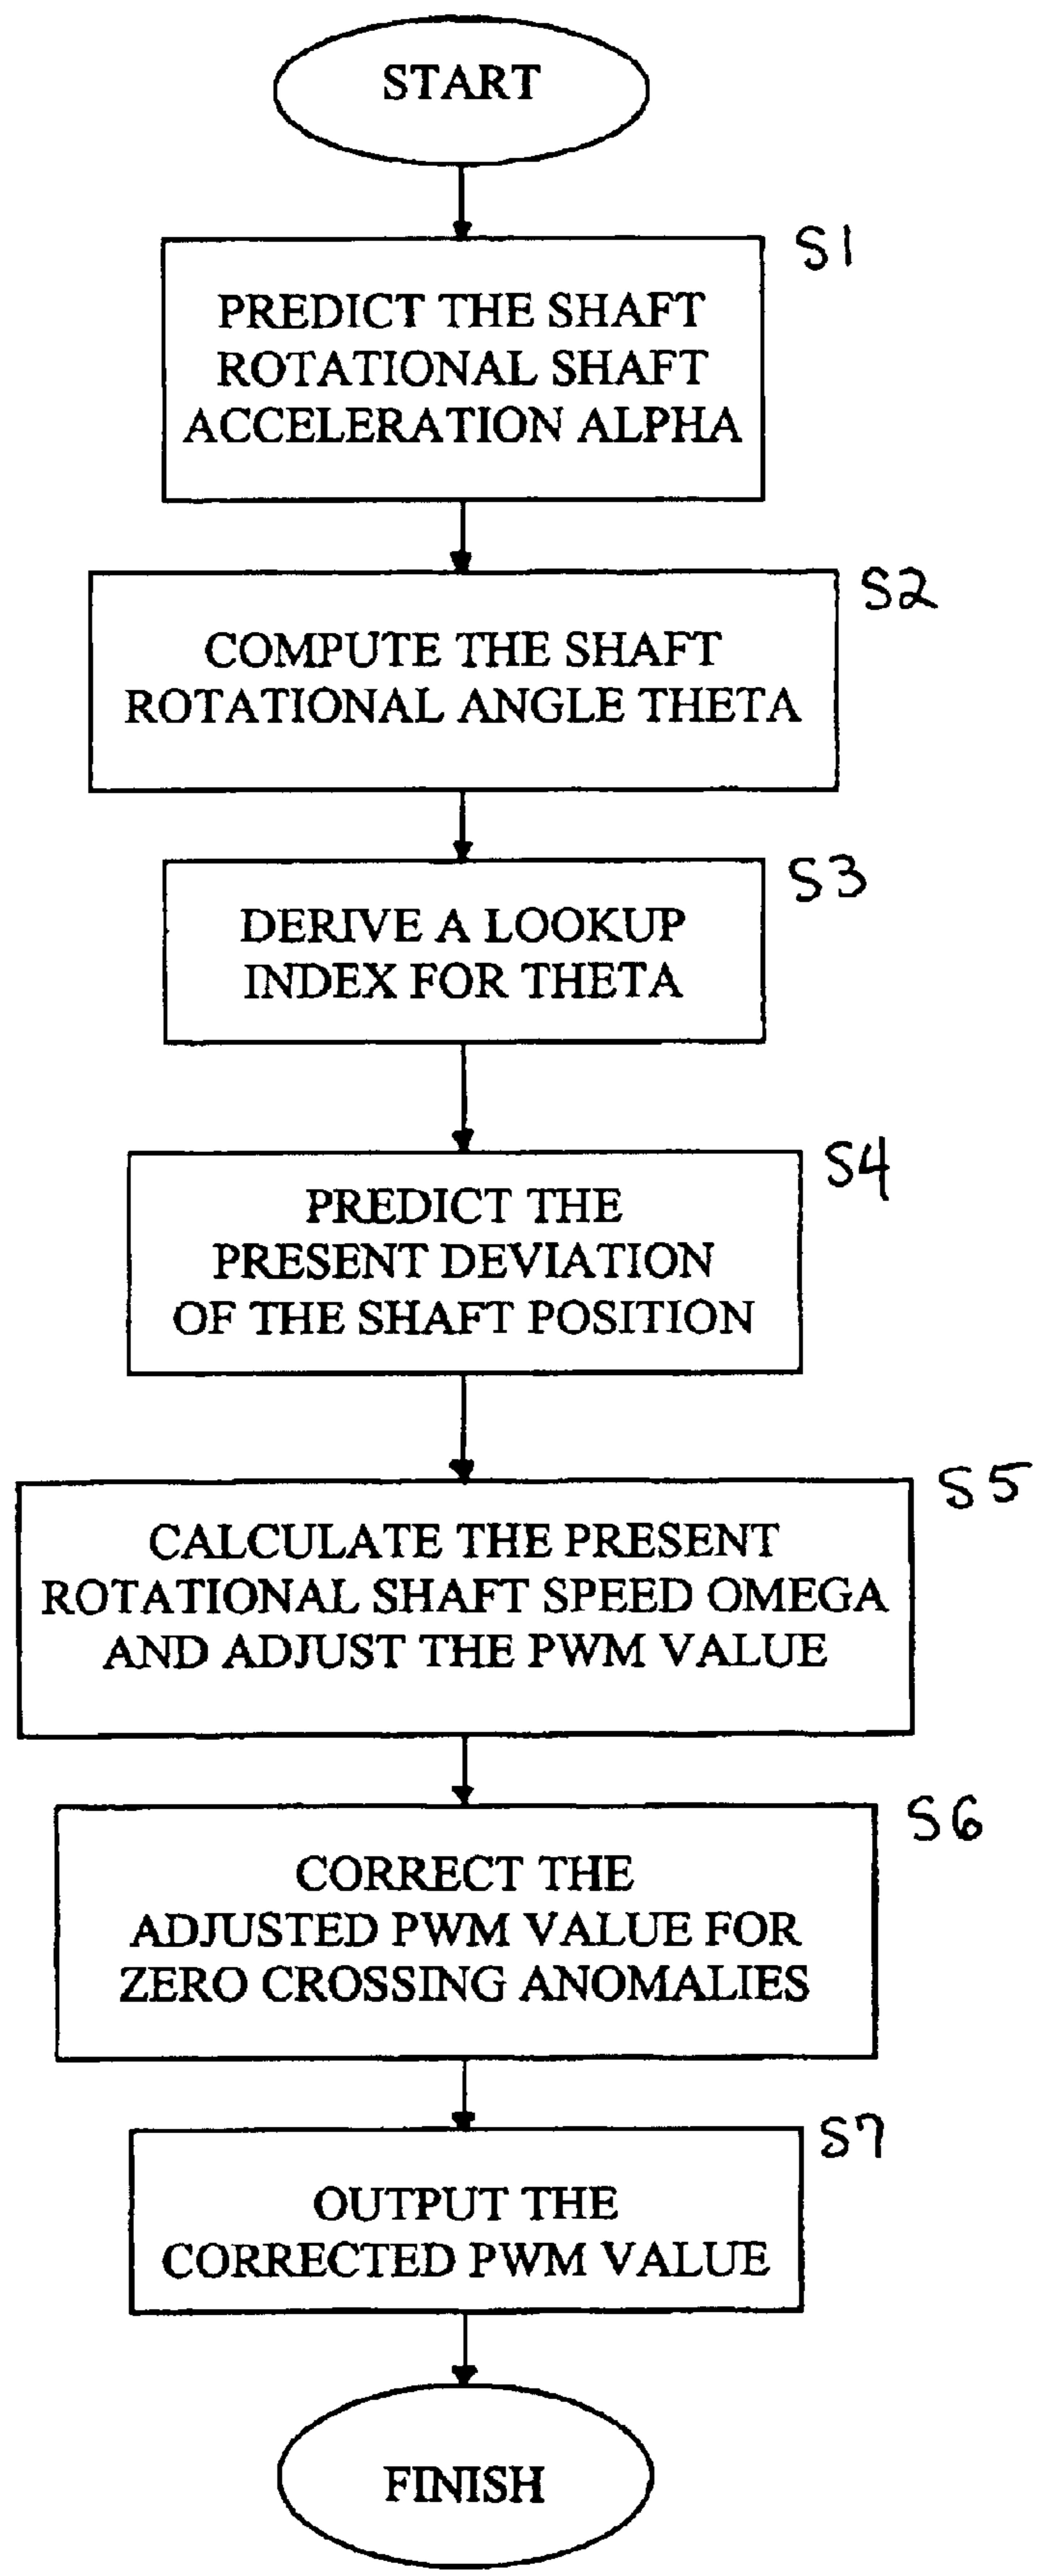 START
S1
PREDICT THE SHAFT
ROTATIONAL SHAFT
ACCELERATION ALPHA
S2
COMPUTE THE SHAFT
ROTATIONAL ANGLE THETA
S3
DERIVE A LOOKUP
INDEX FOR THETA
S4
PREDICT THE
PRESENT DEVIATION
OF THE SHAFT POSITION
S5
CALCULATE THE PRESENT
ROTATIONAL SHAFT SPEED OMEGA
AND ADJUST THE PWM VALUE
S6
CORRECT THE
ADJUSTED PWM VALUE FOR
ZERO CROSSING ANOMALIES
S7
OUTPUT THE
CORRECTED PWM VALUE
FINISH